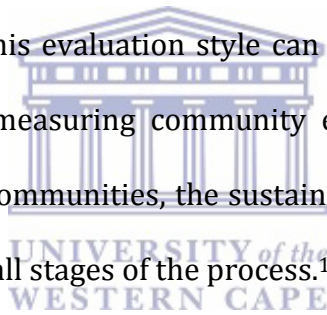 his evaluation style can
measuring community e
ommunities, the sustain
UNIVERSITY of the
all stages of the process.1
WESTERN CAPE